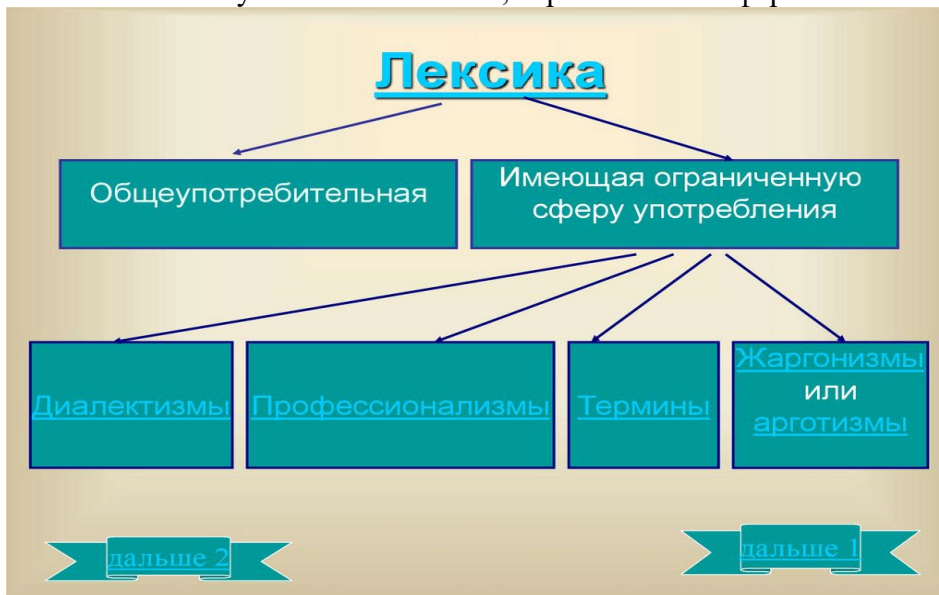 Лексика
Общеупотребительная
Имеющая ограниченную
сферу употребления
Диалектизмы
Профессионализмы
Термины
Жаргонизмы
или
арготизмы
дальше 2
дальше 1